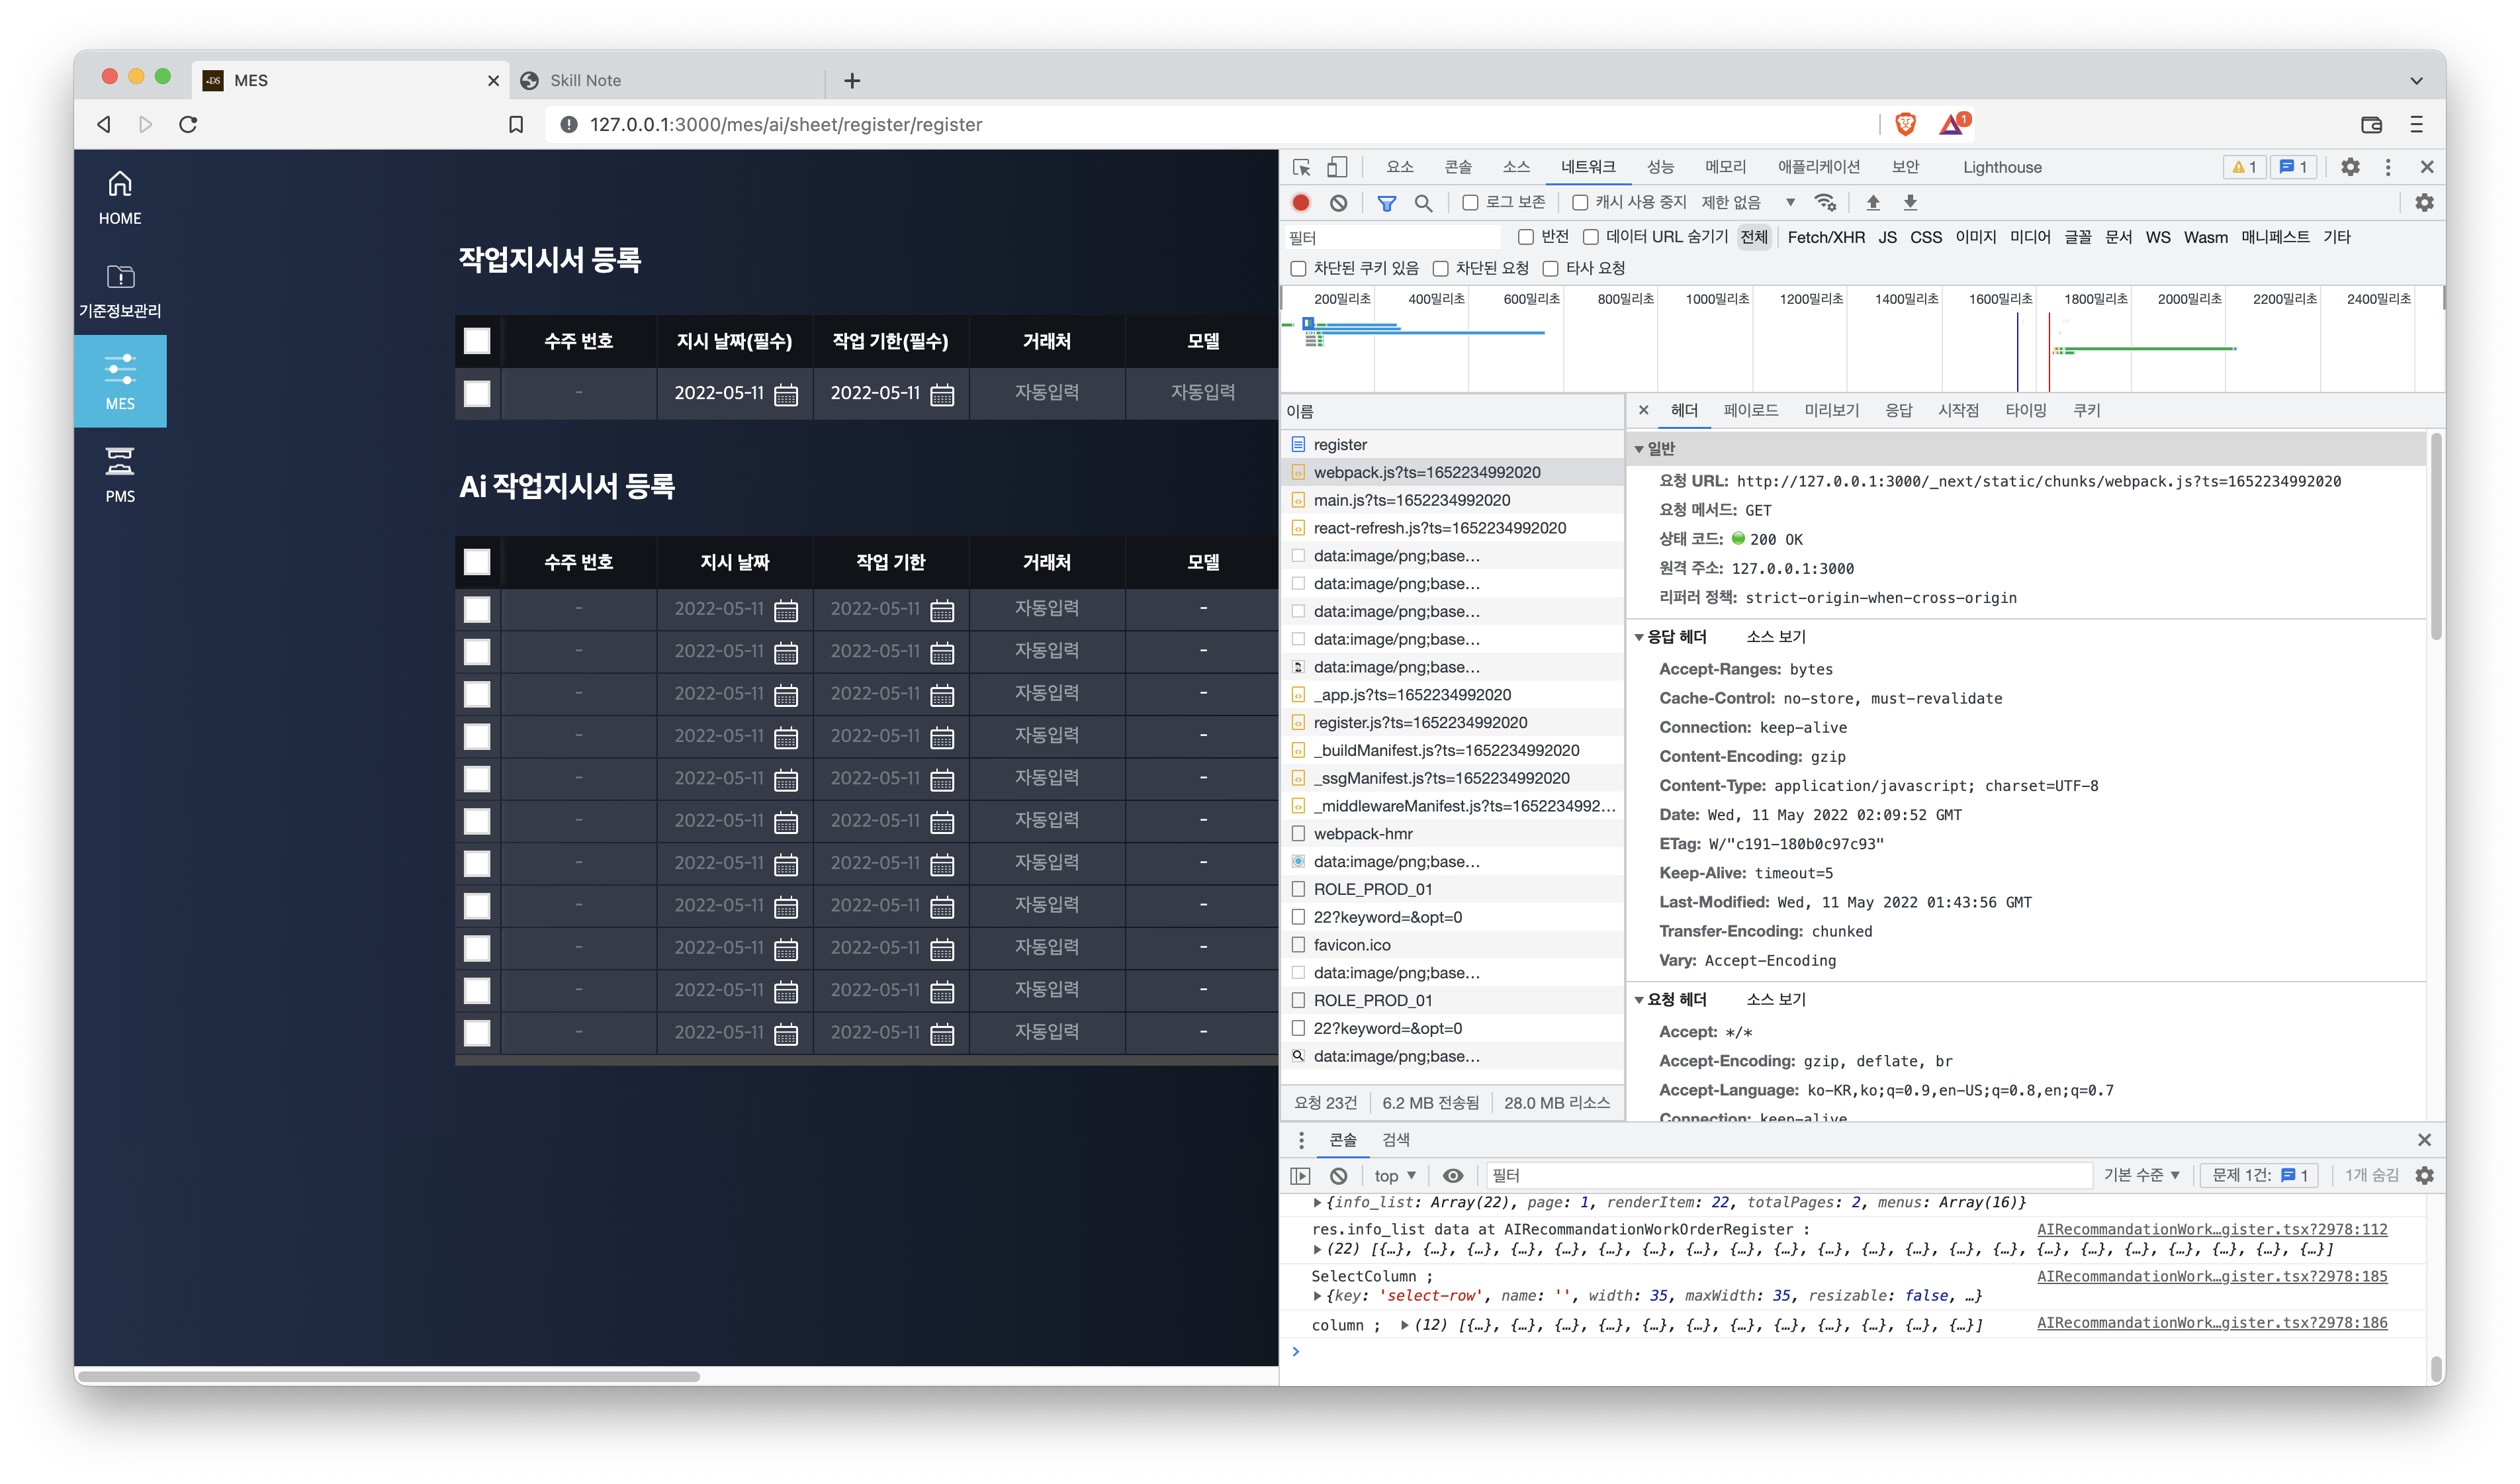 MES
Skill Note
127.0.0.1:3000/mes/ai/sheet/register/register
1
HOME
기준정보관리
MES
PMS
작업지시서 등록
수주 번호 지시 날짜(필수) 작업 기한(필수) 거래처 모델
- 2022-05-11 2022-05-11 자동입력 자동입력
Ai 작업지시서 등록
수주 번호 지시 날짜 작업 기한 거래처 모델
- 2022-05-11 2022-05-11 자동입력 -
- 2022-05-11 2022-05-11 자동입력 -
- 2022-05-11 2022-05-11 자동입력 -
- 2022-05-11 2022-05-11 자동입력 -
- 2022-05-11 2022-05-11 자동입력 -
- 2022-05-11 2022-05-11 자동입력 -
- 2022-05-11 2022-05-11 자동입력 -
- 2022-05-11 2022-05-11 자동입력 -
- 2022-05-11 2022-05-11 자동입력 -
- 2022-05-11 2022-05-11 자동입력 -
- 2022-05-11 2022-05-11 자동입력 -
요소 콘솔 소스 네트워크 성능 메모리 애플리케이션 보안 Lighthouse 1 1
로그 보존 캐시 사용 중지 제한 없음
필터 반전 데이터 URL 숨기기 전체 Fetch/XHR JS CSS 이미지 미디어 글꼴 문서 WS Wasm 매니페스트 기타
차단된 쿠키 있음 차단된 요청 타사 요청
200밀리초 400밀리초 600밀리초 800밀리초 1000밀리초 1200밀리초 1400밀리초 1600밀리초 1800밀리초 2000밀리초 2200밀리초 2400밀리초
이름
register
webpack.js?ts=1652234992020
main.js?ts=1652234992020
react-refresh.js?ts=1652234992020
data:image/png;base…
data:image/png;base…
data:image/png;base…
data:image/png;base…
data:image/png;base…
_app.js?ts=1652234992020
register.js?ts=1652234992020
_buildManifest.js?ts=1652234992020
_ssgManifest.js?ts=1652234992020
_middlewareManifest.js?ts=1652234992…
webpack-hmr
data:image/png;base…
ROLE_PROD_01
22?keyword=&opt=0
favicon.ico
data:image/png;base…
ROLE_PROD_01
22?keyword=&opt=0
data:image/png;base…
요청 23건 6.2 MB 전송됨 28.0 MB 리소스
헤더 페이로드 미리보기 응답 시작점 타이밍 쿠키
일반
요청 URL: http://127.0.0.1:3000/_next/static/chunks/webpack.js?ts=1652234992020
요청 메서드: GET
상태 코드: 200 OK
원격 주소: 127.0.0.1:3000
리퍼러 정책: strict-origin-when-cross-origin
응답 헤더 소스 보기
Accept-Ranges: bytes
Cache-Control: no-store, must-revalidate
Connection: keep-alive
Content-Encoding: gzip
Content-Type: application/javascript; charset=UTF-8
Date: Wed, 11 May 2022 02:09:52 GMT
ETag: W/"c191-180b0c97c93"
Keep-Alive: timeout=5
Last-Modified: Wed, 11 May 2022 01:43:56 GMT
Transfer-Encoding: chunked
Vary: Accept-Encoding
요청 헤더 소스 보기
Accept: */*
Accept-Encoding: gzip, deflate, br
Accept-Language: ko-KR,ko;q=0.9,en-US;q=0.8,en;q=0.7
Connection: keep-alive
콘솔 검색
top 필터 기본 수준 문제 1건: 1 1개 숨김
{info_list: Array(22), page: 1, renderItem: 22, totalPages: 2, menus: Array(16)}
res.info_list data at AIRecommandationWorkOrderRegister : AIRecommandationWork…gister.tsx?2978:112
(22) [{…}, {…}, {…}, {…}, {…}, {…}, {…}, {…}, {…}, {…}, {…}, {…}, {…}, {…}, {…}, {…}, {…}, {…}, {…}, {…}, {…}, {…}]
SelectColumn ; AIRecommandationWork…gister.tsx?2978:185
{key: 'select-row', name: '', width: 35, maxWidth: 35, resizable: false, …}
column ; (12) [{…}, {…}, {…}, {…}, {…}, {…}, {…}, {…}, {…}, {…}, {…}, {…}] AIRecommandationWork…gister.tsx?2978:186